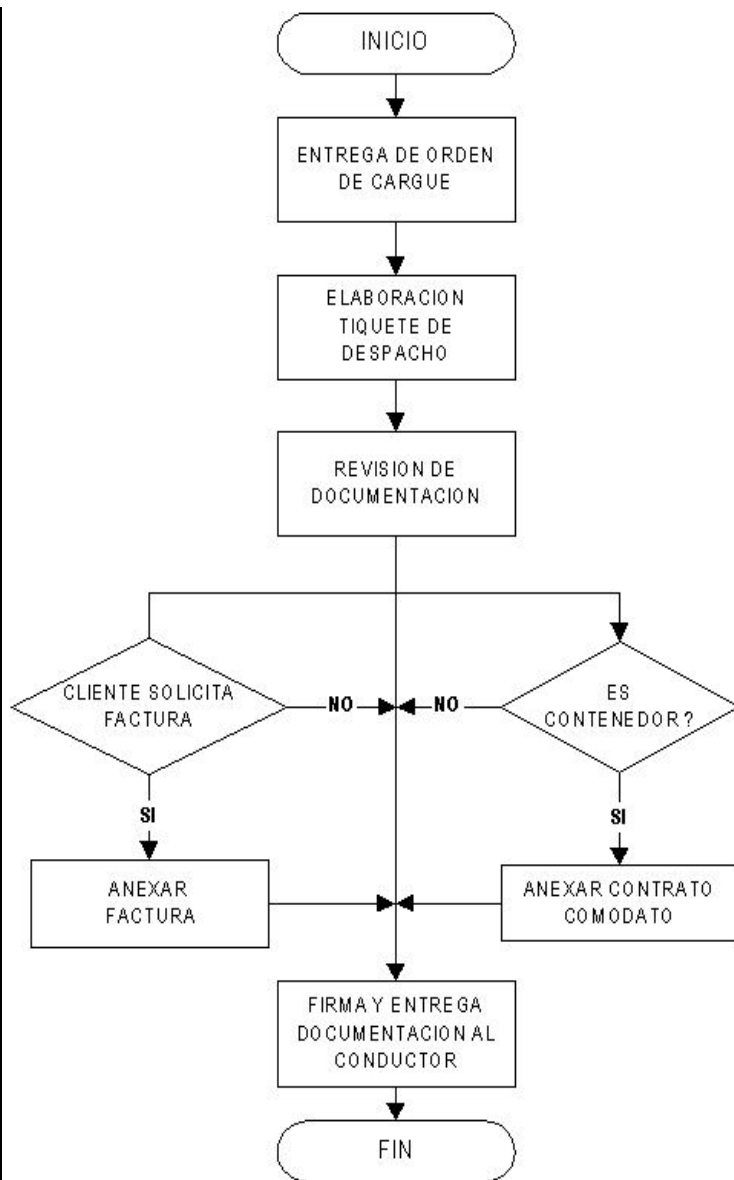 INICIO
ENTREGA DE ORDEN
DE CARGUE
ELABORACION
TIQUETE DE
DESPACHO
REVISION DE
DOCUMENTACION
CLIENTE SOLICITA
FACTURA
NO
NO
ES
CONTENEDOR?
SI
SI
ANEXAR
FACTURA
ANEXAR CONTRATO
COMODATO
FIRMA Y ENTREGA
DOCUMENTACION AL
CONDUCTOR
FIN